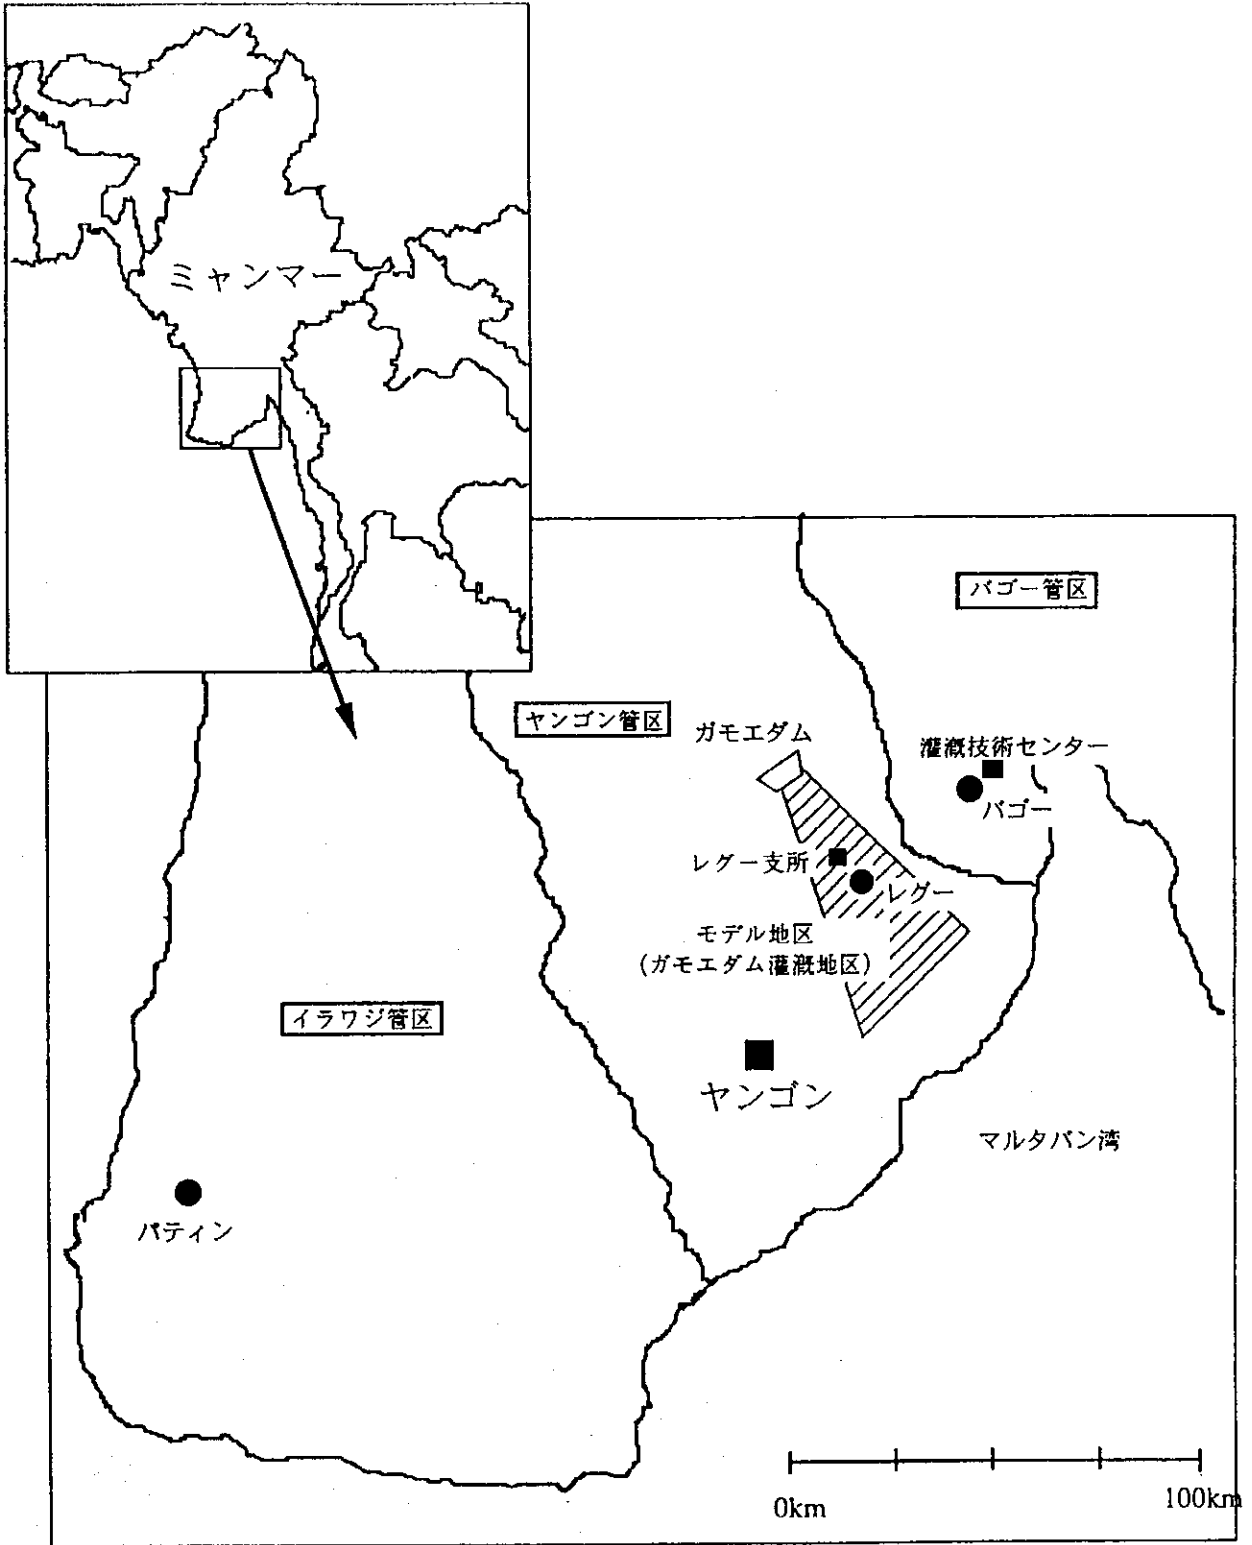 ミャンマー
バゴー管区
ヤンゴン管区
ガモエダム
灌漑技術センター
バゴー
レグー支所
レグー
モデル地区
(ガモエダム灌漑地区)
イラワジ管区
ヤンゴン
マルタバン湾
パティン
0km
100km